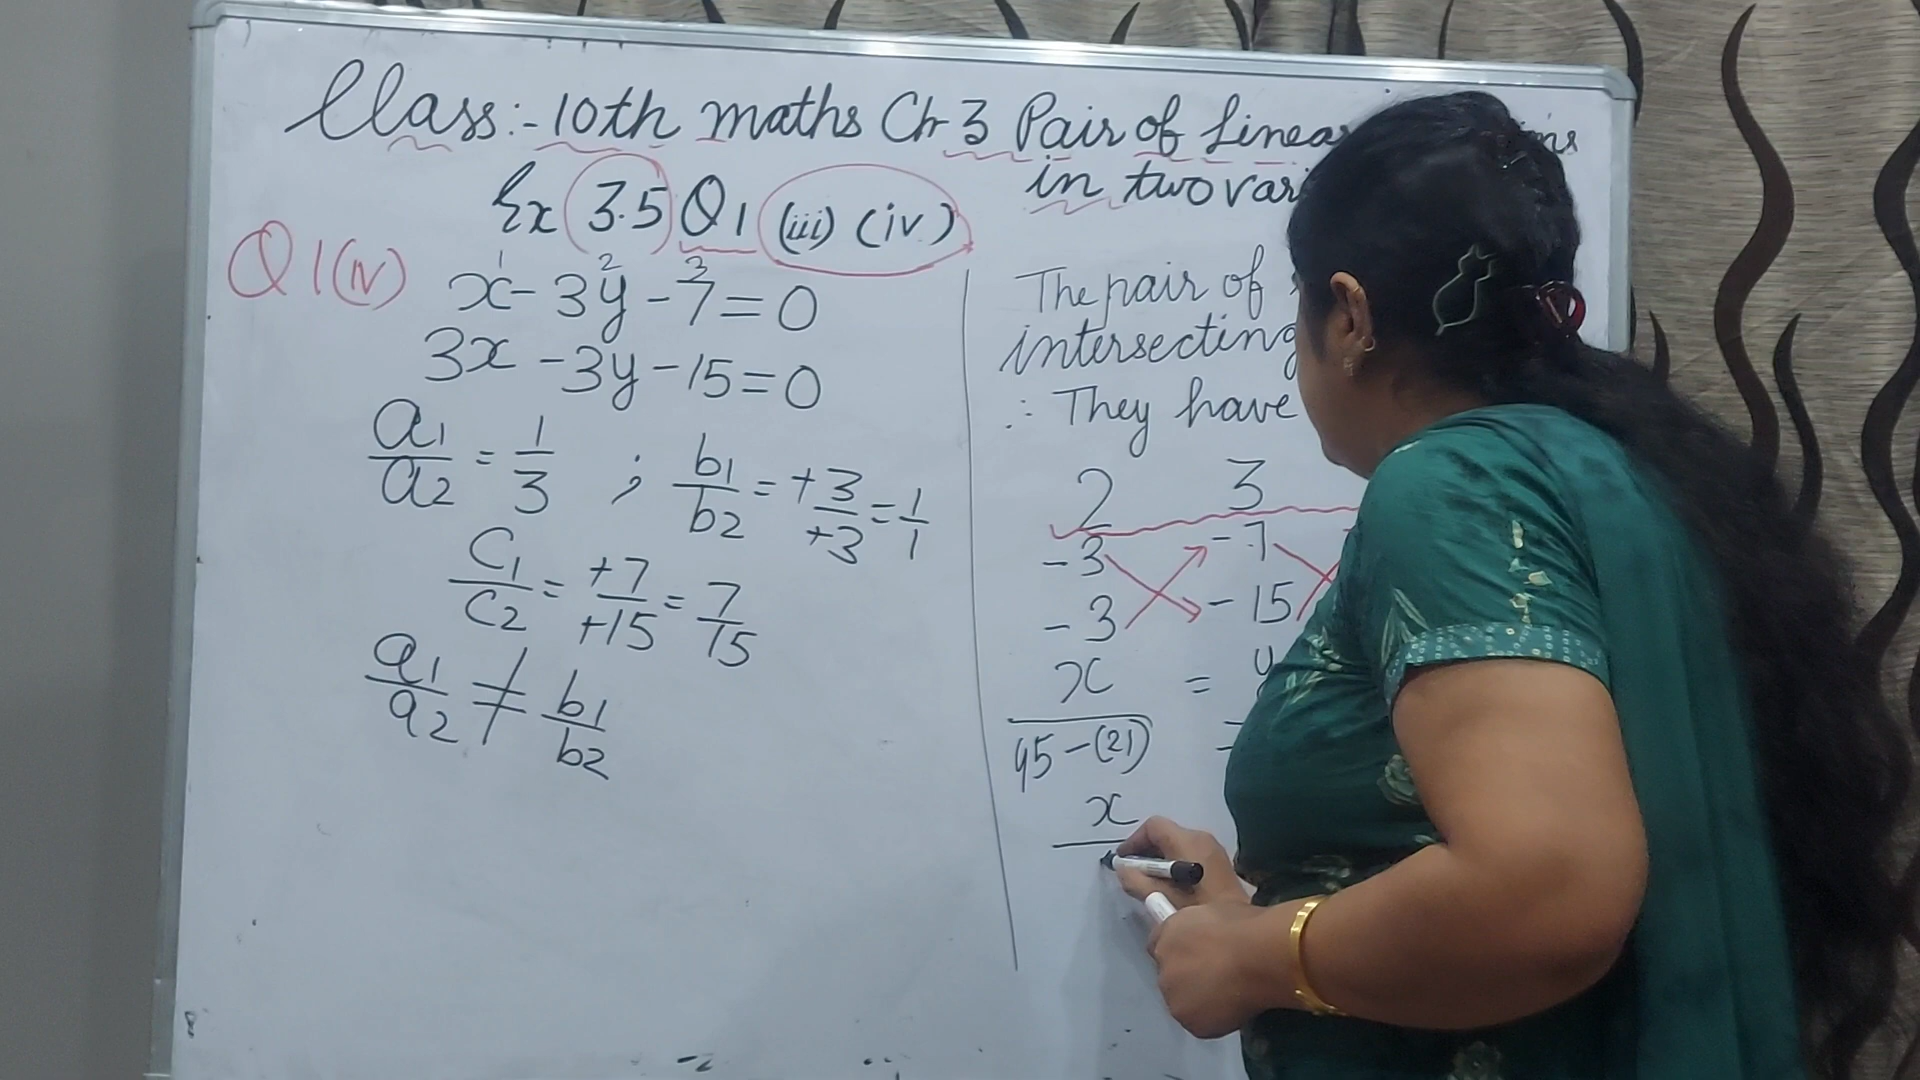 Class:- 10th maths Ch 3 Pair of Linear
in two vari
Ex 3.5 Q1 (iii) (iv)
Q1(iv)
1 2 3
x - 3y - 7 = 0
3x - 3y - 15 = 0
a1/a2 = 1/3 ; b1/b2 = +3/+3 = 1/1
c1/c2 = +7/+15 = 7/15
a1/a2 ≠ b1/b2
The pair of
intersecting
∴ They have
2 3
-3 -7
-3 -15
x = y
45-(21)
x